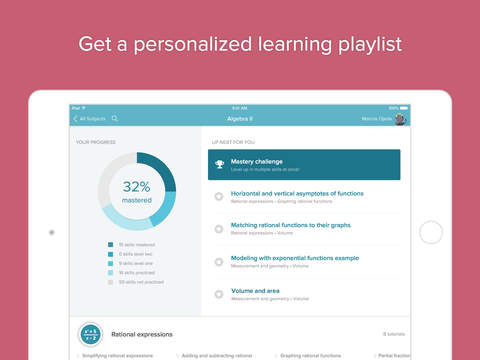 Get a personalized learning playlist
iPad
9:41 AM
100%
All Subjects
Algebra II
Marcos Ojeda
YOUR PROGRESS
UP NEXT FOR YOU
32%
mastered
Mastery challenge
Level up in multiple skills at once!
Horizontal and vertical asymptotes of functions
Rational expressions • Graphing rational functions
Matching rational functions to their graphs
Rational expressions • Volume
Modeling with exponential functions example
Measurement and geometry • Volume
Volume and area
Measurement and geometry • Volume
15 skills mastered
0 skills level two
9 skills level one
16 skills practiced
50 skills not practiced
Rational expressions
8 tutorials
Simplifying rational expressions
Adding and subtracting rational
Graphing rational functions
Partial fraction